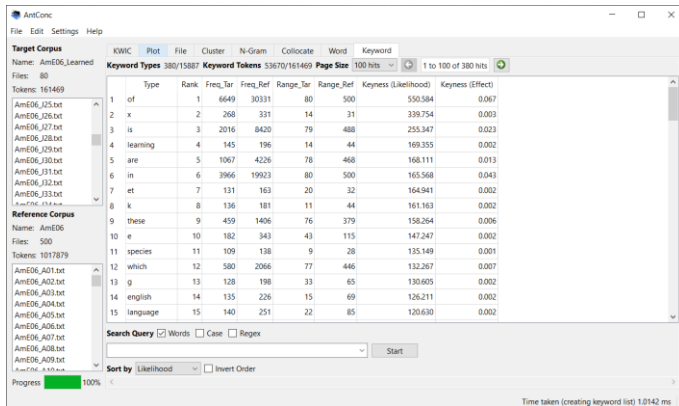 AntConc
File Edit Settings Help
Target Corpus
Name: AmE06_Learned
Files: 80
Tokens: 161469
AmE06_J25.txt
AmE06_J26.txt
AmE06_J27.txt
AmE06_J28.txt
AmE06_J29.txt
AmE06_J30.txt
AmE06_J31.txt
AmE06_J32.txt
AmE06_J33.txt
Reference Corpus
Name: AmE06
Files: 500
Tokens: 1017879
AmE06_A01.txt
AmE06_A02.txt
AmE06_A03.txt
AmE06_A04.txt
AmE06_A05.txt
AmE06_A06.txt
AmE06_A07.txt
AmE06_A08.txt
AmE06_A09.txt
Progress 100%
KWIC Plot File Cluster N-Gram Collocate Word Keyword
Keyword Types 380/15887 Keyword Tokens 53670/161469 Page Size 100 hits 1 to 100 of 380 hits
Type Rank Freq_Tar Freq_Ref Range_Tar Range_Ref Keyness (Likelihood) Keyness (Effect)
1 of 1 6649 30331 80 500 550.584 0.067
2 x 2 268 331 14 31 339.754 0.003
3 is 3 2016 8420 79 488 255.347 0.023
4 learning 4 145 196 14 44 169.355 0.002
5 are 5 1067 4226 78 468 168.111 0.013
6 in 6 3966 19923 80 500 165.568 0.043
7 et 7 131 163 20 32 164.941 0.002
8 k 8 136 181 11 44 161.163 0.002
9 these 9 459 1406 76 379 158.264 0.006
10 e 10 182 343 43 115 147.247 0.002
11 species 11 109 138 9 28 135.149 0.001
12 which 12 580 2066 77 446 132.267 0.007
13 g 13 128 198 33 65 130.605 0.002
14 english 14 135 226 15 69 126.211 0.002
15 language 15 140 251 22 85 120.630 0.002
Search Query Words Case Regex
Start
Sort by Likelihood Invert Order
Time taken (creating keyword list) 1.0142 ms